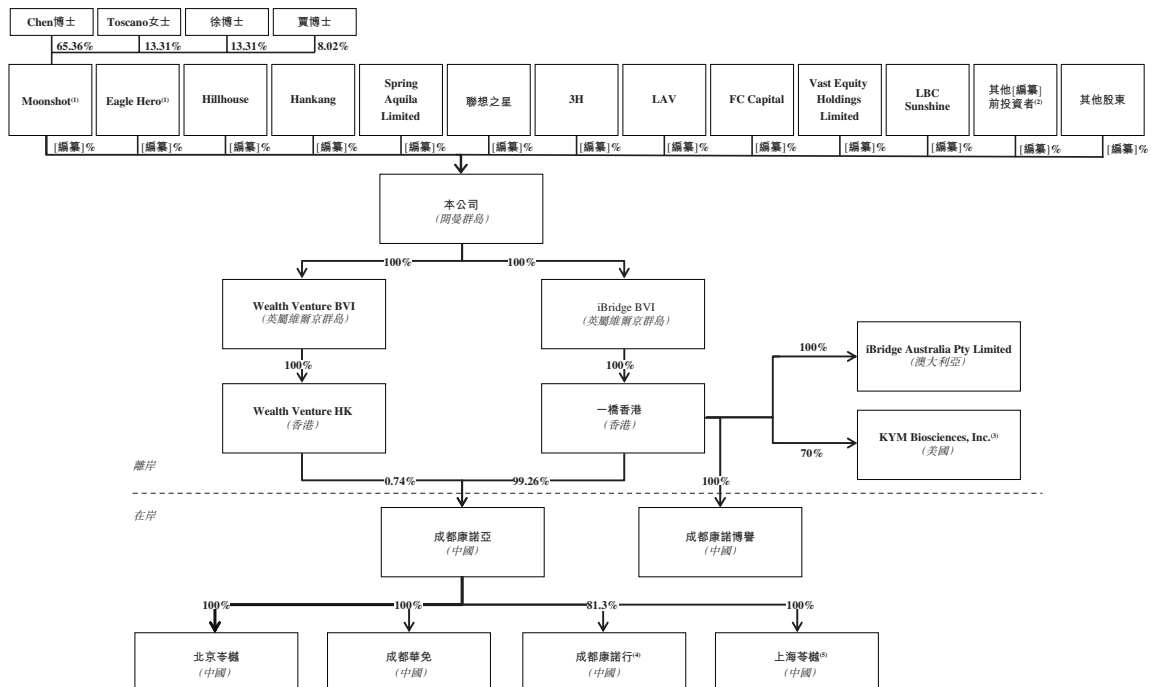 Chen博士
Toscano女士
徐博士
賈博士
65.36%
13.31%
13.31%
8.02%
Moonshot(1)
Eagle Hero(1)
Hillhouse
Hankang
Spring
Aquila
Limited
聯想之星
3H
LAV
FC Capital
Vast Equity
Holdings
Limited
LBC
Sunshine
其他[編纂]
前投資者(2)
其他股東
[編纂]%
[編纂]%
[編纂]%
[編纂]%
[編纂]%
[編纂]%
[編纂]%
[編纂]%
[編纂]%
[編纂]%
[編纂]%
[編纂]%
[編纂]%
本公司
(開曼群島)
100%
100%
Wealth Venture BVI
(英屬維爾京群島)
iBridge BVI
(英屬維爾京群島)
100%
100%
100%
iBridge Australia Pty Limited
(澳大利亞)
Wealth Venture HK
(香港)
一橋香港
(香港)
70%
KYM Biosciences, Inc.(3)
(美國)
離岸
0.74%
99.26%
100%
在岸
成都康諾亞
(中國)
成都康諾博譽
(中國)
100%
100%
81.3%
100%
北京岺樾
(中國)
成都華免
(中國)
成都康諾行(4)
(中國)
上海苓樾(5)
(中國)